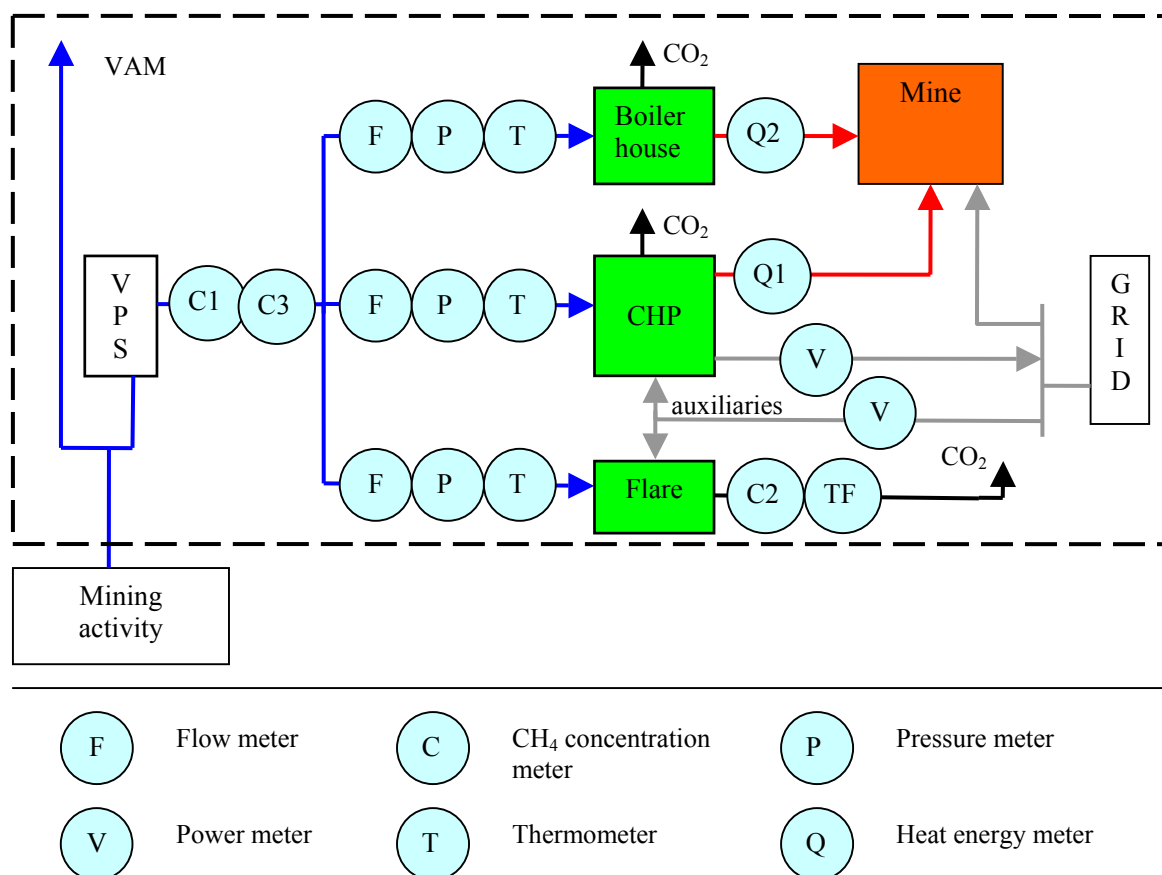 VAM
CO₂
F
P
T
Boiler
house
Q2
Mine
CO₂
V
P
S
C1
C3
F
P
T
CHP
Q1
V
G
R
I
D
auxiliaries
V
F
P
T
Flare
C2
TF
CO₂
Mining
activity
F
Flow meter
C
CH₄ concentration
meter
P
Pressure meter
V
Power meter
T
Thermometer
Q
Heat energy meter